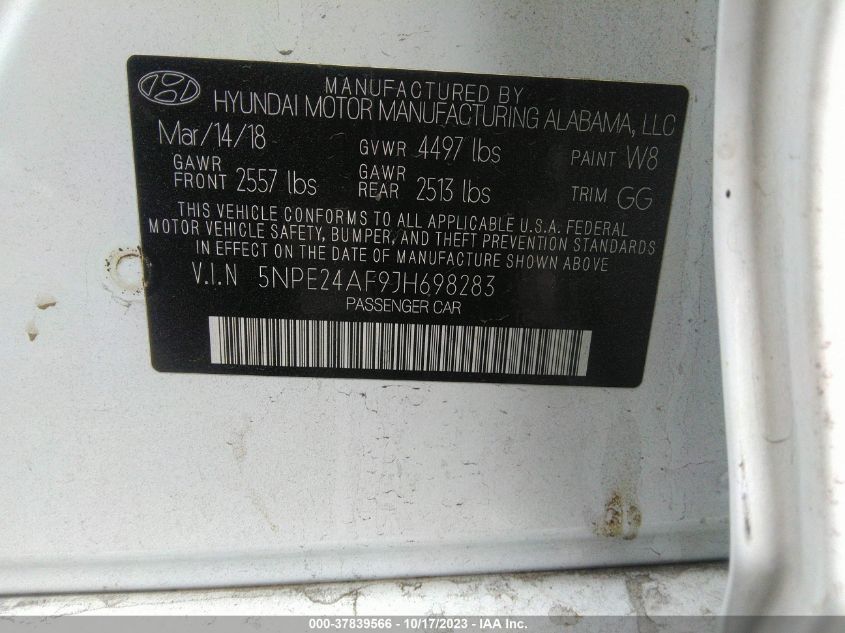 MANUFACTURED BY
HYUNDAI MOTOR MANUFACTURING ALABAMA, LLC
Mar/14/18 GVWR 4497 lbs PAINT W8
GAWR FRONT 2557 lbs GAWR REAR 2513 lbs TRIM GG
THIS VEHICLE CONFORMS TO ALL APPLICABLE U.S.A. FEDERAL
MOTOR VEHICLE SAFETY, BUMPER, AND THEFT PREVENTION STANDARDS
IN EFFECT ON THE DATE OF MANUFACTURE SHOWN ABOVE
V.I.N 5NPE24AF9JH698283
PASSENGER CAR
000-37839566 - 10/17/2023 - IAA Inc.